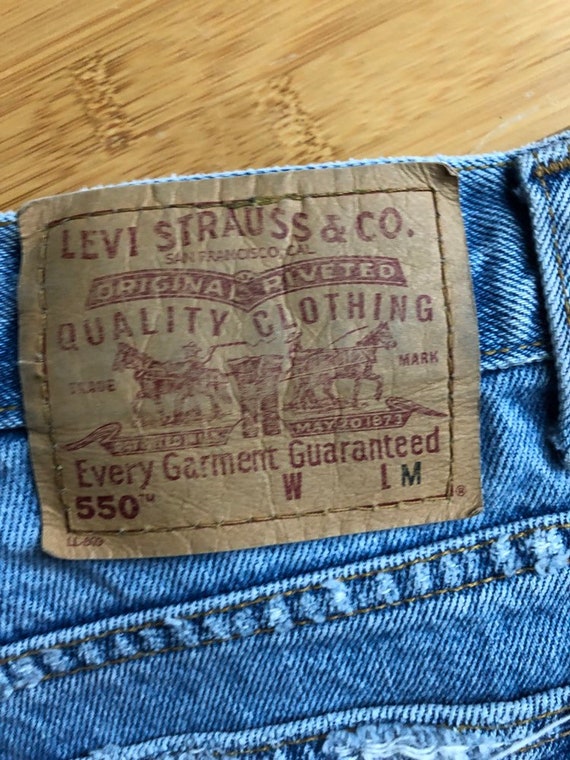 LEVI STRAUSS & CO.
SAN FRANCISCO, CAL
ORIGINAL RIVETED
QUALITY CLOTHING
TRADE MARK
MAY 20 1873
Every Garment Guaranteed
550™ W L M
®